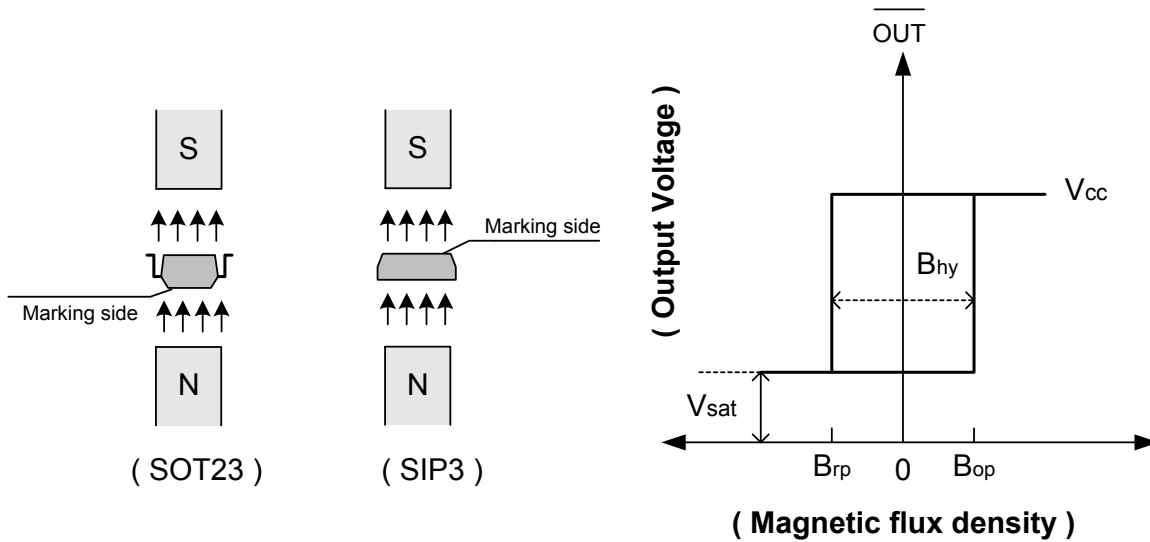 S
N
Marking side
( SOT23 )
S
Marking side
N
( SIP3 )
OUT
( Output Voltage )
Vcc
Bhy
Vsat
Brp
0
Bop
( Magnetic flux density )